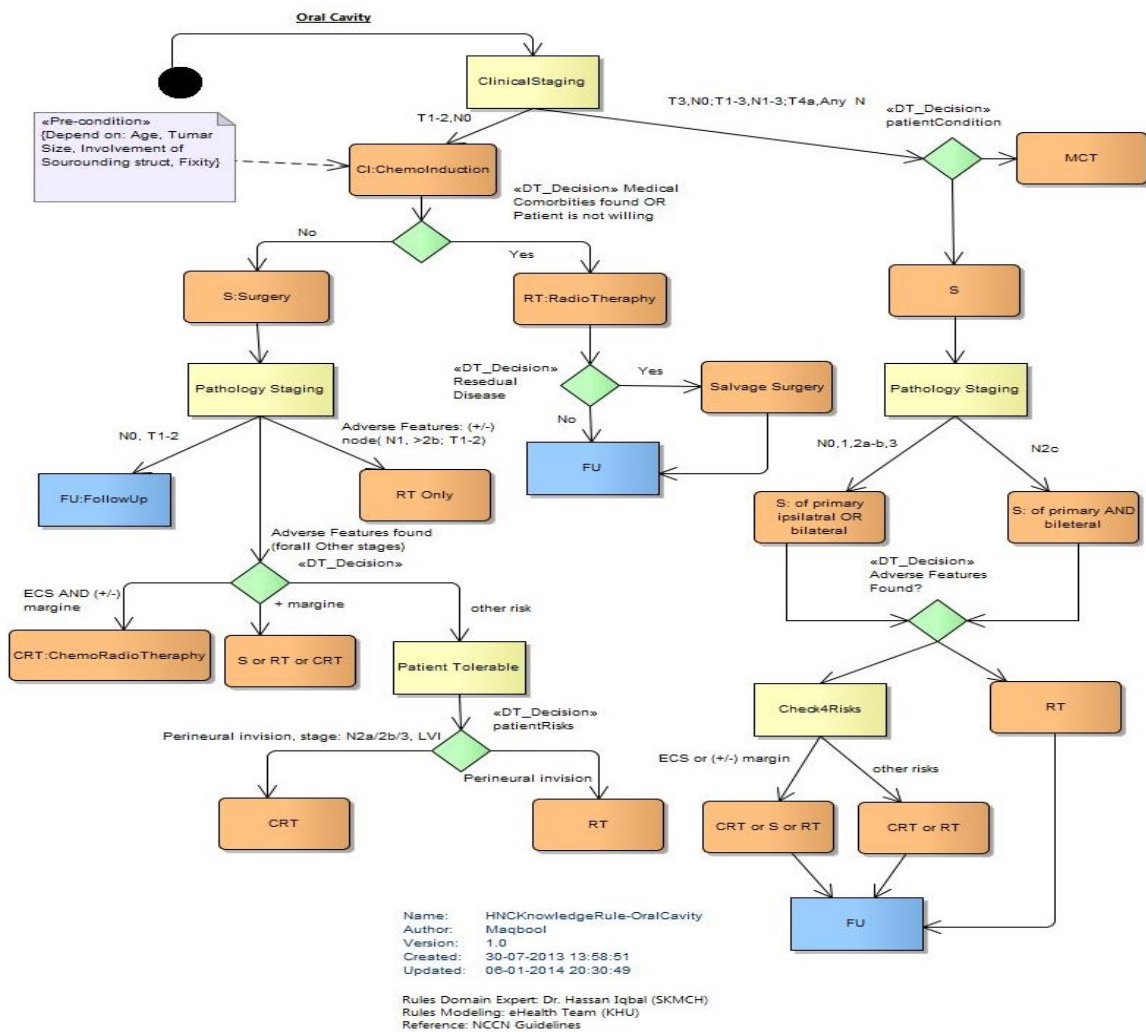 Oral Cavity
ClinicalStaging
«Pre-condition»
{Depend on: Age, Tumar
Size, Involvement of
Sourounding struct, Fixity}
T1-2,N0
T3,N0;T1-3,N1-3;T4a,Any N
«DT_Decision»
patientCondition
MCT
CI:ChemoInduction
«DT_Decision» Medical
Comorbities found OR
Patient is not willing
No
Yes
S:Surgery
RT:RadioTheraphy
S
«DT_Decision»
Resedual
Disease
Yes
No
Salvage Surgery
Pathology Staging
Pathology Staging
N0, T1-2
Adverse Features: (+/-)
node( N1, >2b; T1-2)
FU:FollowUp
RT Only
FU
N0,1,2a-b,3
N2c
S: of primary
ipsilatral OR
bilateral
S: of primary AND
bileteral
Adverse Features found
(forall Other stages)
«DT_Decision»
«DT_Decision»
Adverse Features
Found?
ECS AND (+/-)
margine
+ margine
other risk
CRT:ChemoRadioTheraphy
S or RT or CRT
Patient Tolerable
Check4Risks
RT
«DT_Decision»
patientRisks
Perineural invision, stage: N2a/2b/3, LVI
Perineural invision
ECS or (+/-) margin
other risks
CRT
RT
CRT or S or RT
CRT or RT
FU
Name: HNCKnowledgeRule-OralCavity
Author: Maqbool
Version: 1.0
Created: 30-07-2013 13:58:51
Updated: 06-01-2014 20:30:49
Rules Domain Expert: Dr. Hassan Iqbal (SKMCH)
Rules Modeling: eHealth Team (KHU)
Reference: NCCN Guidelines